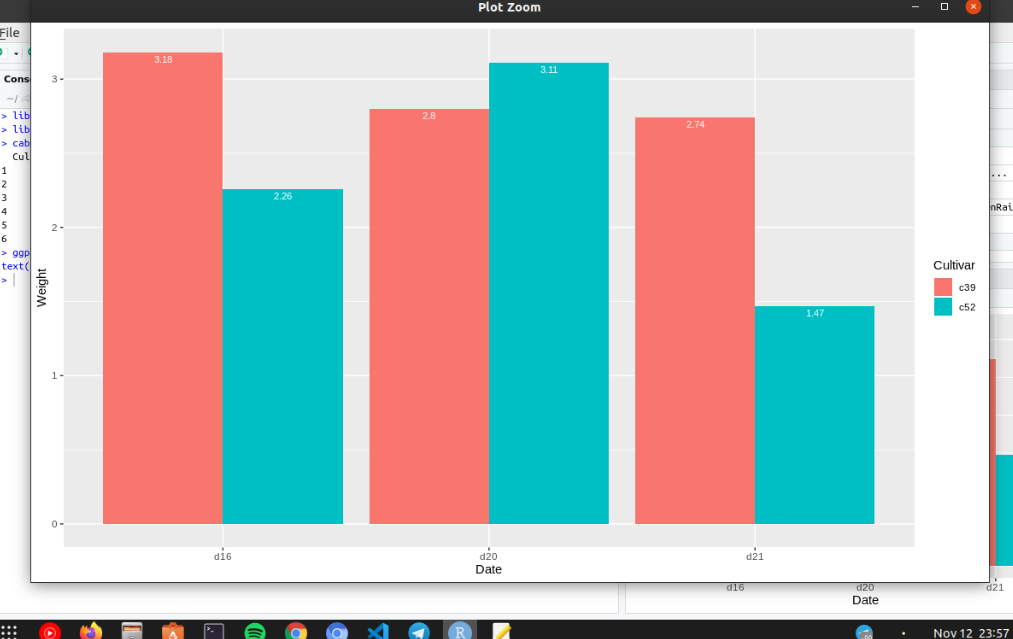 Plot Zoom
File
Cons
~/
> lib
> lib
> cab
Cul
1
2
3
4
5
6
> ggp
text(
>
3
2
1
0
Weight
3.18
2.26
2.8
3.11
2.74
1.47
d16
d20
d21
Date
Cultivar
c39
c52
...
nRai
d16
d20
d21
Date
R
Nov 12 23:57